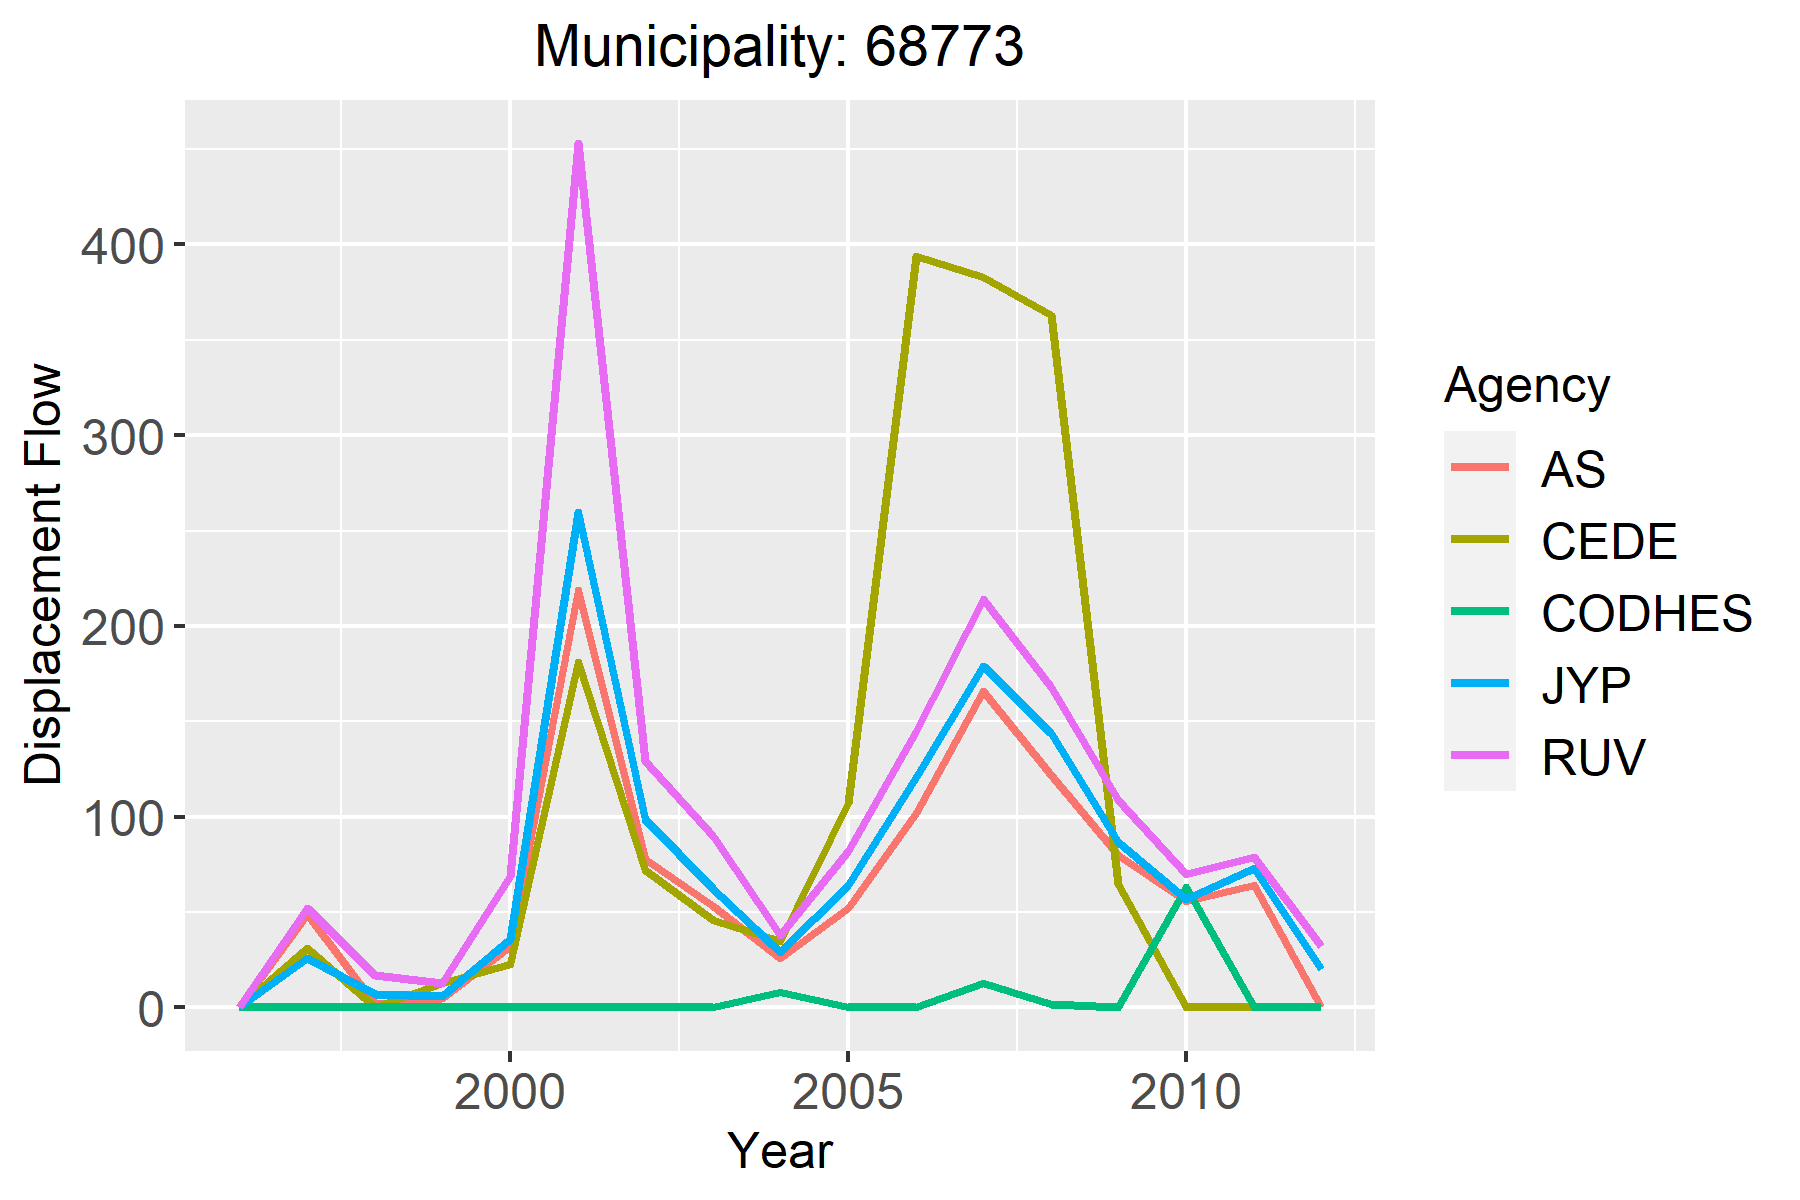 Municipality: 68773
Displacement Flow
400
300
200
100
0
2000 2005 2010
Year
Agency
AS
CEDE
CODHES
JYP
RUV